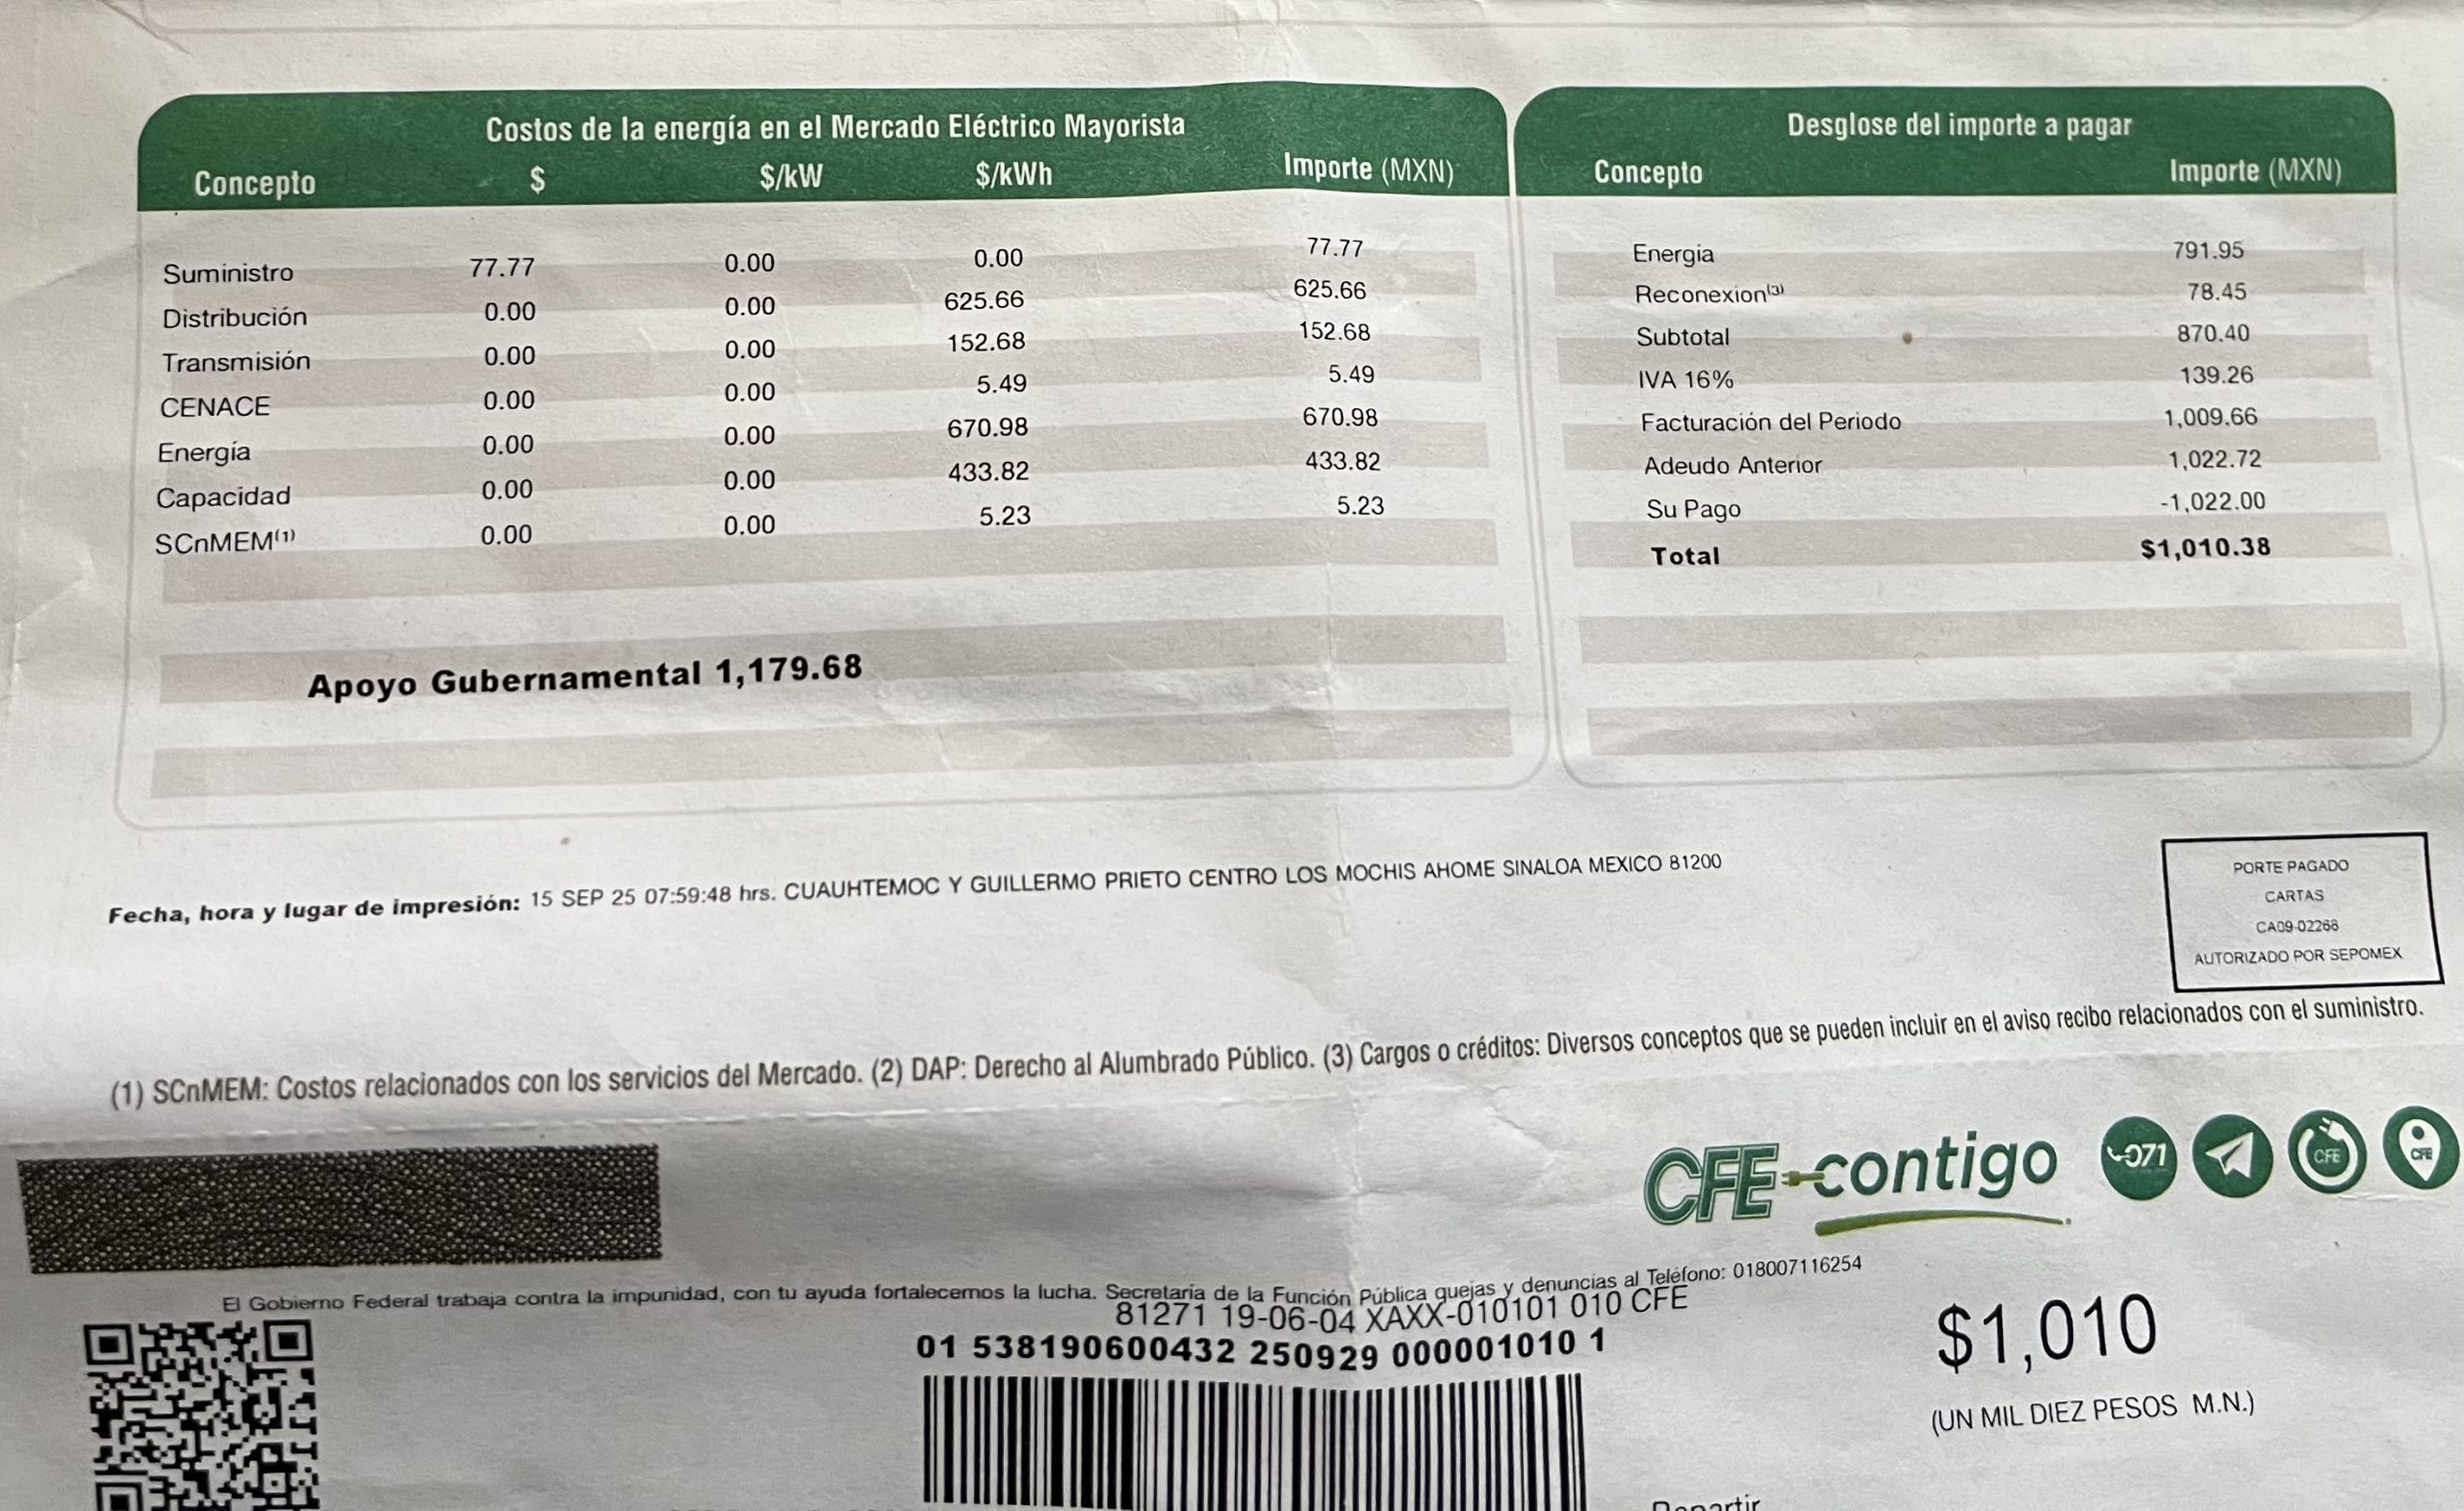 Costos de la energía en el Mercado Eléctrico Mayorista
Concepto $ $/kW $/kWh Importe (MXN)
Suministro 77.77 0.00 0.00 77.77
Distribución 0.00 0.00 625.66 625.66
Transmisión 0.00 0.00 152.68 152.68
CENACE 0.00 0.00 5.49 5.49
Energía 0.00 0.00 670.98 670.98
Capacidad 0.00 0.00 433.82 433.82
SCnMEM(1) 0.00 0.00 5.23 5.23
Apoyo Gubernamental 1,179.68
Desglose del importe a pagar
Concepto Importe (MXN)
Energia 791.95
Reconexion(3) 78.45
Subtotal 870.40
IVA 16% 139.26
Facturación del Periodo 1,009.66
Adeudo Anterior 1,022.72
Su Pago -1,022.00
Total $1,010.38
Fecha, hora y lugar de impresión: 15 SEP 25 07:59:48 hrs. CUAUHTEMOC Y GUILLERMO PRIETO CENTRO LOS MOCHIS AHOME SINALOA MEXICO 81200
PORTE PAGADO
CARTAS
CA09-02268
AUTORIZADO POR SEPOMEX
(1) SCnMEM: Costos relacionados con los servicios del Mercado. (2) DAP: Derecho al Alumbrado Público. (3) Cargos o créditos: Diversos conceptos que se pueden incluir en el aviso recibo relacionados con el suministro.
CFE contigo
071
CFE
CFE
El Gobierno Federal trabaja contra la impunidad, con tu ayuda fortalecemos la lucha. Secretaría de la Función Pública quejas y denuncias al Teléfono: 018007116254
81271 19-06-04 XAXX-010101 010 CFE
01 538190600432 250929 000001010 1
$1,010
(UN MIL DIEZ PESOS M.N.)
Repartir